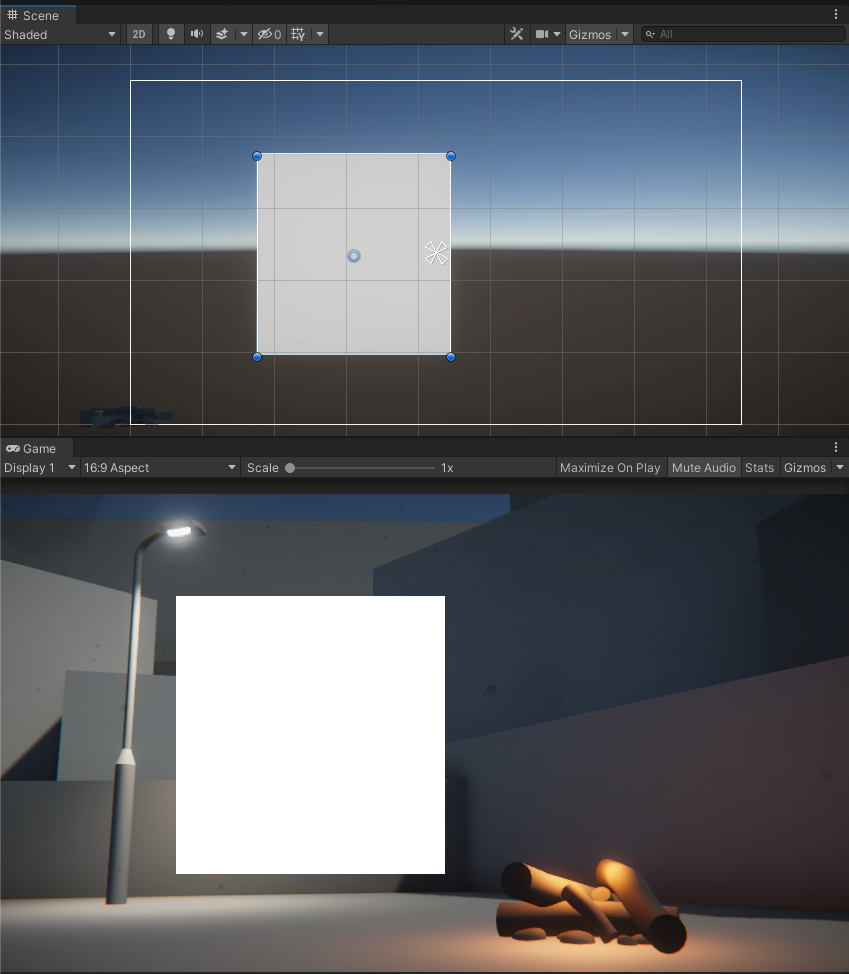 Scene
Shaded 2D 0 Gizmos All
Game
Display 1 16:9 Aspect Scale 1x Maximize On Play Mute Audio Stats Gizmos